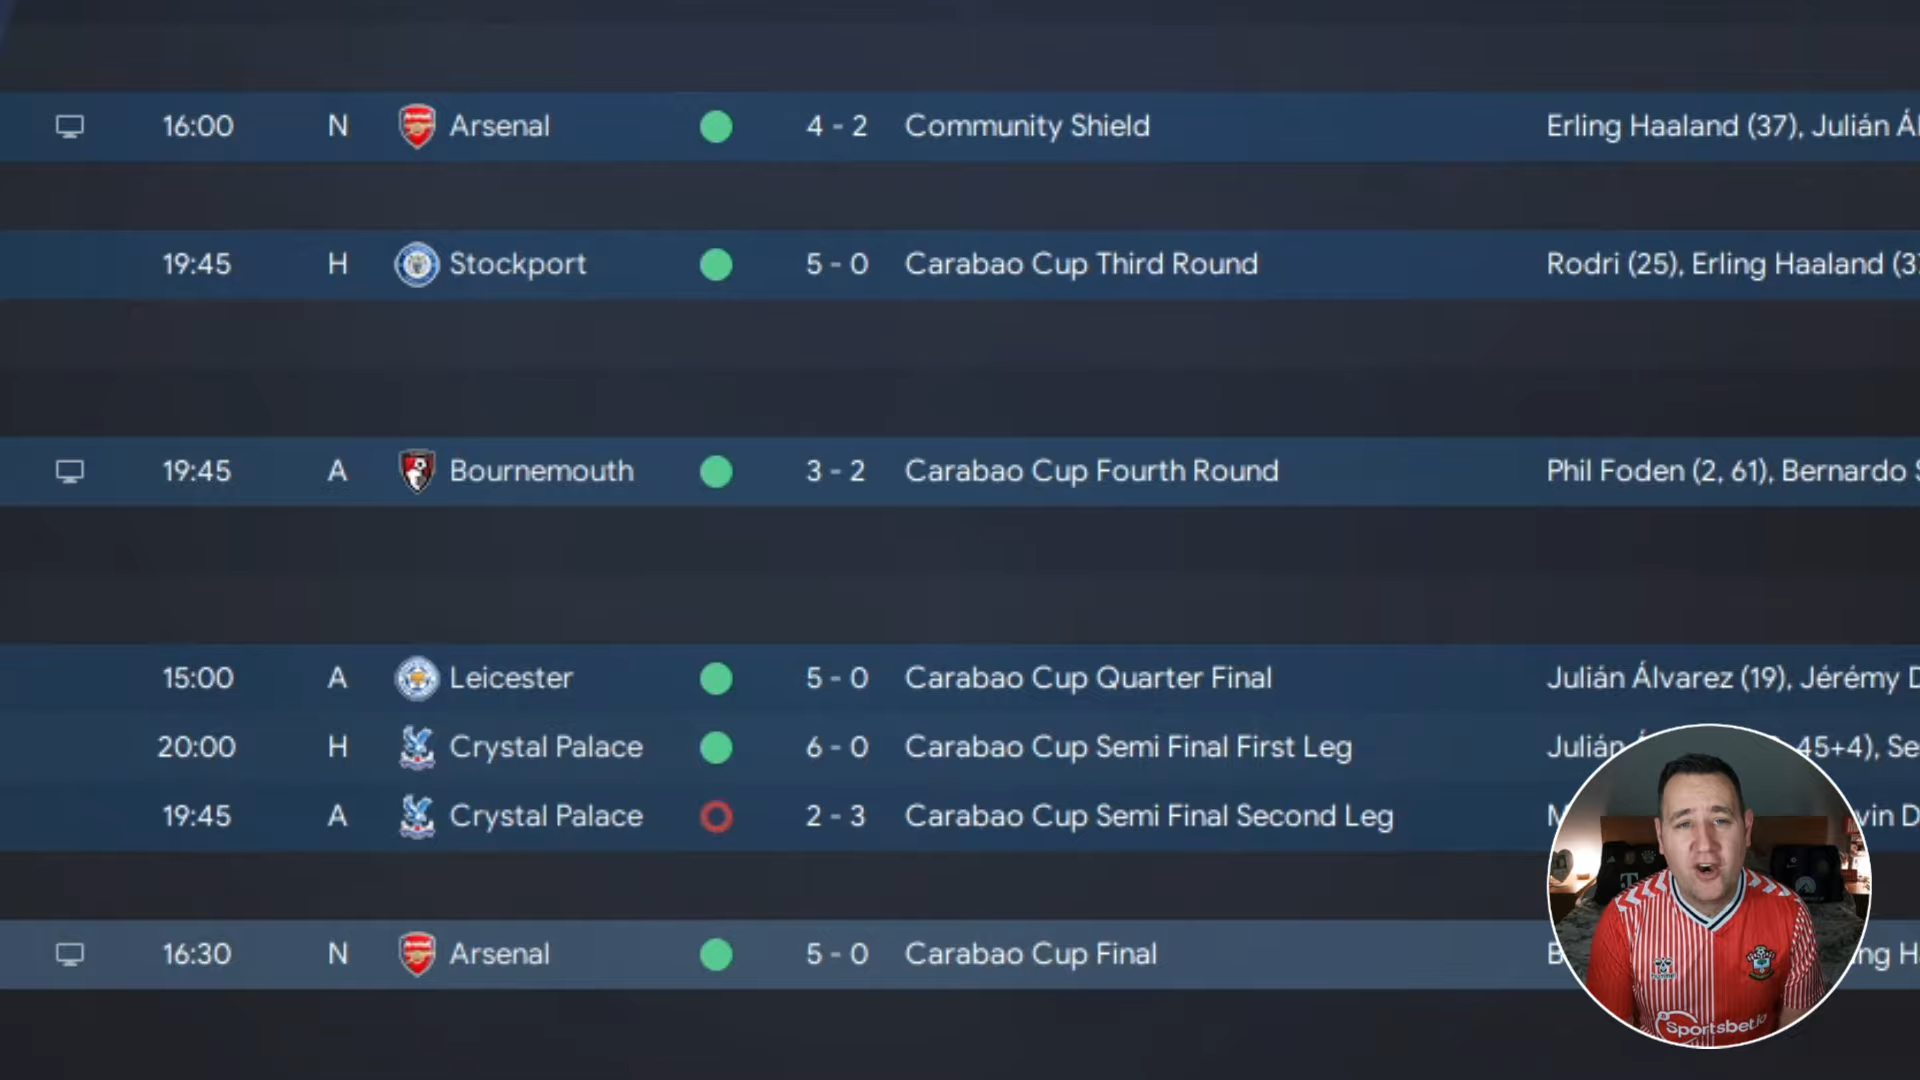 16:00 N Arsenal 4 - 2 Community Shield Erling Haaland (37), Julián
19:45 H Stockport 5 - 0 Carabao Cup Third Round Rodri (25), Erling Haaland
19:45 A Bournemouth 3 - 2 Carabao Cup Fourth Round Phil Foden (2, 61), Bernardo
15:00 A Leicester 5 - 0 Carabao Cup Quarter Final Julián Álvarez (19), Jérémy
20:00 H Crystal Palace 6 - 0 Carabao Cup Semi Final First Leg Julián 45+4),
19:45 A Crystal Palace 2 - 3 Carabao Cup Semi Final Second Leg
16:30 N Arsenal 5 - 0 Carabao Cup Final
Sportsbet.io